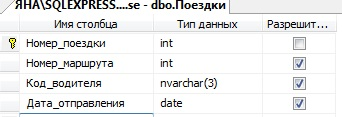 ЯНА\SQLEXPRESS....se - dbo.Поездки
Имя столбца Тип данных Разрешит...
Номер_поездки int
Номер_маршрута int
Код_водителя nvarchar(3)
Дата_отправления date